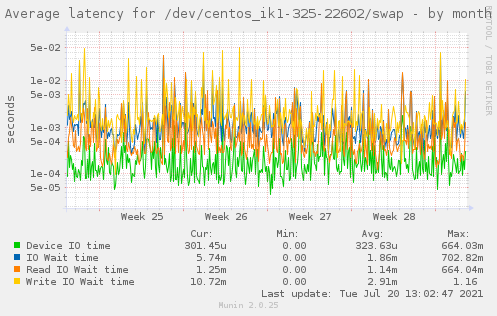 Average latency for /dev/centos_ik1-325-22602/swap - by month
RRDTOOL / TOBI OETIKER
seconds
5e-02
1e-02
5e-03
1e-03
5e-04
1e-04
5e-05
Week 25 Week 26 Week 27 Week 28
Cur: Min: Avg: Max:
Device IO time 301.45u 0.00 323.63u 664.03m
IO Wait time 5.74m 0.00 1.86m 702.82m
Read IO Wait time 1.25m 0.00 1.14m 664.04m
Write IO Wait time 10.72m 0.00 2.91m 1.16
Last update: Tue Jul 20 13:02:47 2021
Munin 2.0.25